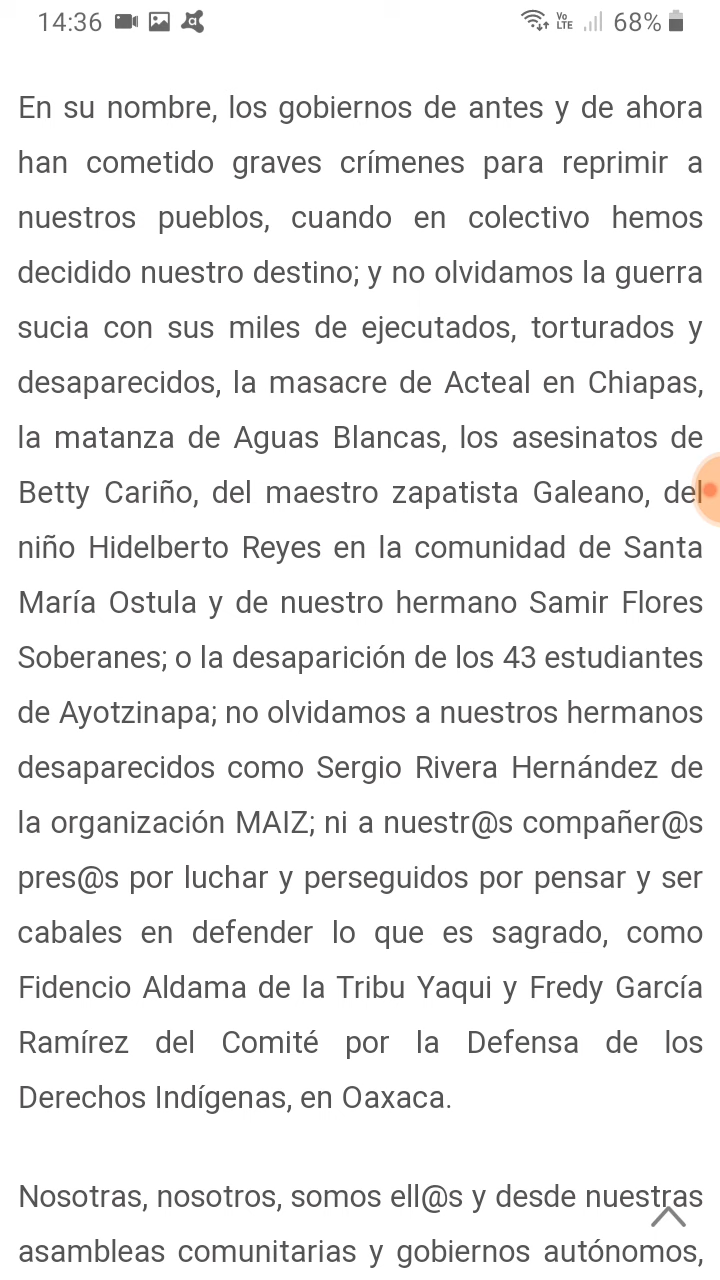 14:36 Vo LTE 68%
En su nombre, los gobiernos de antes y de ahora
han cometido graves crímenes para reprimir a
nuestros pueblos, cuando en colectivo hemos
decidido nuestro destino; y no olvidamos la guerra
sucia con sus miles de ejecutados, torturados y
desaparecidos, la masacre de Acteal en Chiapas,
la matanza de Aguas Blancas, los asesinatos de
Betty Cariño, del maestro zapatista Galeano, del
niño Hidelberto Reyes en la comunidad de Santa
María Ostula y de nuestro hermano Samir Flores
Soberanes; o la desaparición de los 43 estudiantes
de Ayotzinapa; no olvidamos a nuestros hermanos
desaparecidos como Sergio Rivera Hernández de
la organización MAIZ; ni a nuestr@s compañer@s
pres@s por luchar y perseguidos por pensar y ser
cabales en defender lo que es sagrado, como
Fidencio Aldama de la Tribu Yaqui y Fredy García
Ramírez del Comité por la Defensa de los
Derechos Indígenas, en Oaxaca.
Nosotras, nosotros, somos ell@s y desde nuestras
asambleas comunitarias y gobiernos autónomos,